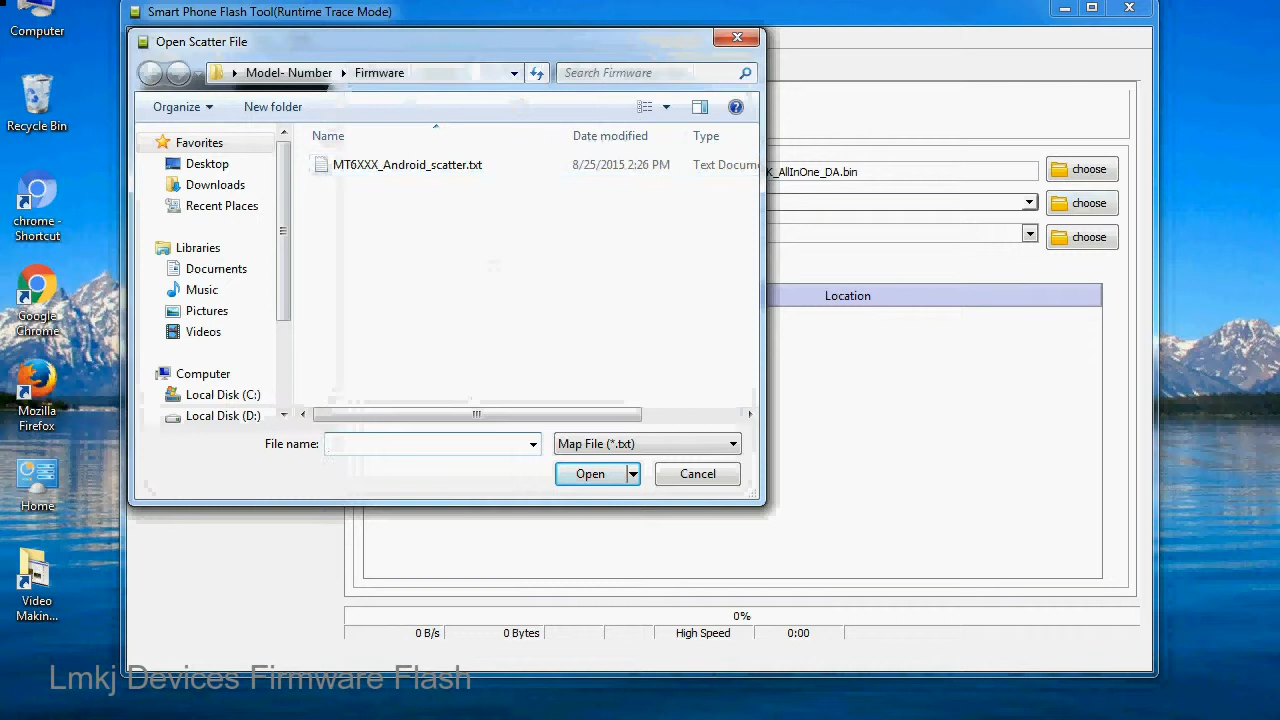 Computer
Recycle Bin
chrome -
Shortcut
Google
Chrome
Mozilla
Firefox
Home
Video
Makin...
Smart Phone Flash Tool(Runtime Trace Mode)
Open Scatter File
Model- Number
Firmware
Search Firmware
Organize
New folder
Favorites
Desktop
Downloads
Recent Places
Libraries
Documents
Music
Pictures
Videos
Computer
Local Disk (C:)
Local Disk (D:)
Name
Date modified
Type
MT6XXX_Android_scatter.txt
8/25/2015 2:26 PM
Text Docum
File name:
Map File (*.txt)
Open
Cancel
K_AllInOne_DA.bin
choose
choose
choose
Location
0%
0 B/s
0 Bytes
High Speed
0:00
Lmkj Devices Firmware Flash